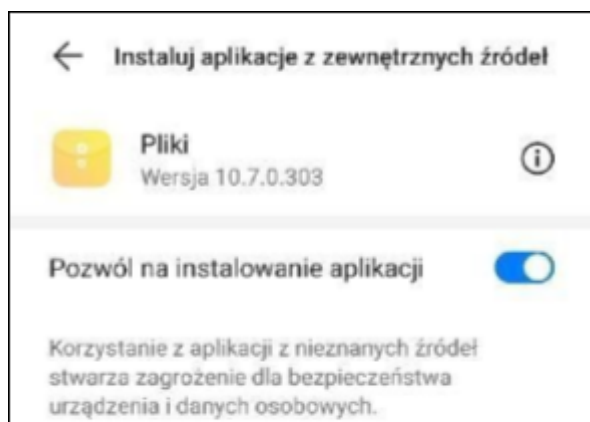 Instaluj aplikacje z zewnętrznych źródeł
Pliki
Wersja 10.7.0.303
Pozwól na instalowanie aplikacji
Korzystanie z aplikacji z nieznanych źródeł
stwarza zagrożenie dla bezpieczeństwa
urządzenia i danych osobowych.